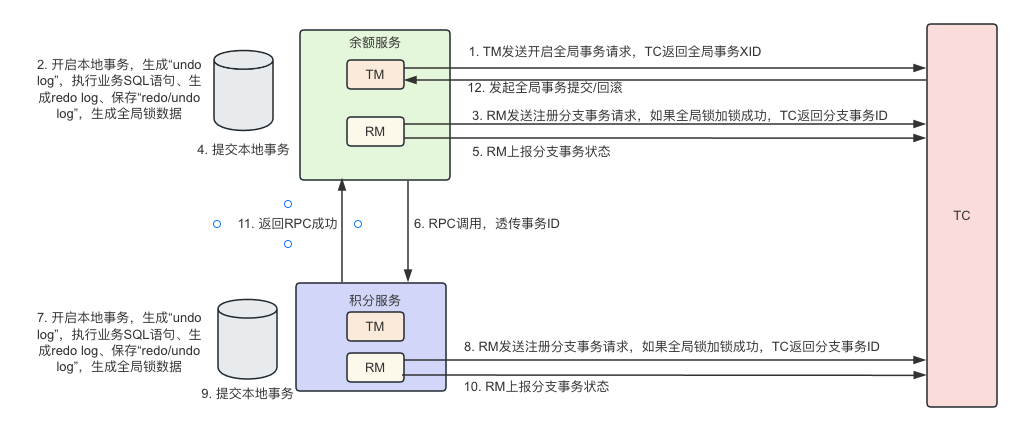 余额服务
TM
RM
1. TM发送开启全局事务请求，TC返回全局事务XID
12. 发起全局事务提交/回滚
3. RM发送注册分支事务请求，如果全局锁加锁成功，TC返回分支事务ID
5. RM上报分支事务状态
2. 开启本地事务，生成“undo
log”，执行业务SQL语句、生
成redo log、保存“redo/undo
log”，生成全局锁数据
4. 提交本地事务
TC
11. 返回RPC成功
6. RPC调用，透传事务ID
积分服务
TM
RM
7. 开启本地事务，生成“undo
log”，执行业务SQL语句、生
成redo log、保存“redo/undo
log”，生成全局锁数据
8. RM发送注册分支事务请求，如果全局锁加锁成功，TC返回分支事务ID
10. RM上报分支事务状态
9. 提交本地事务